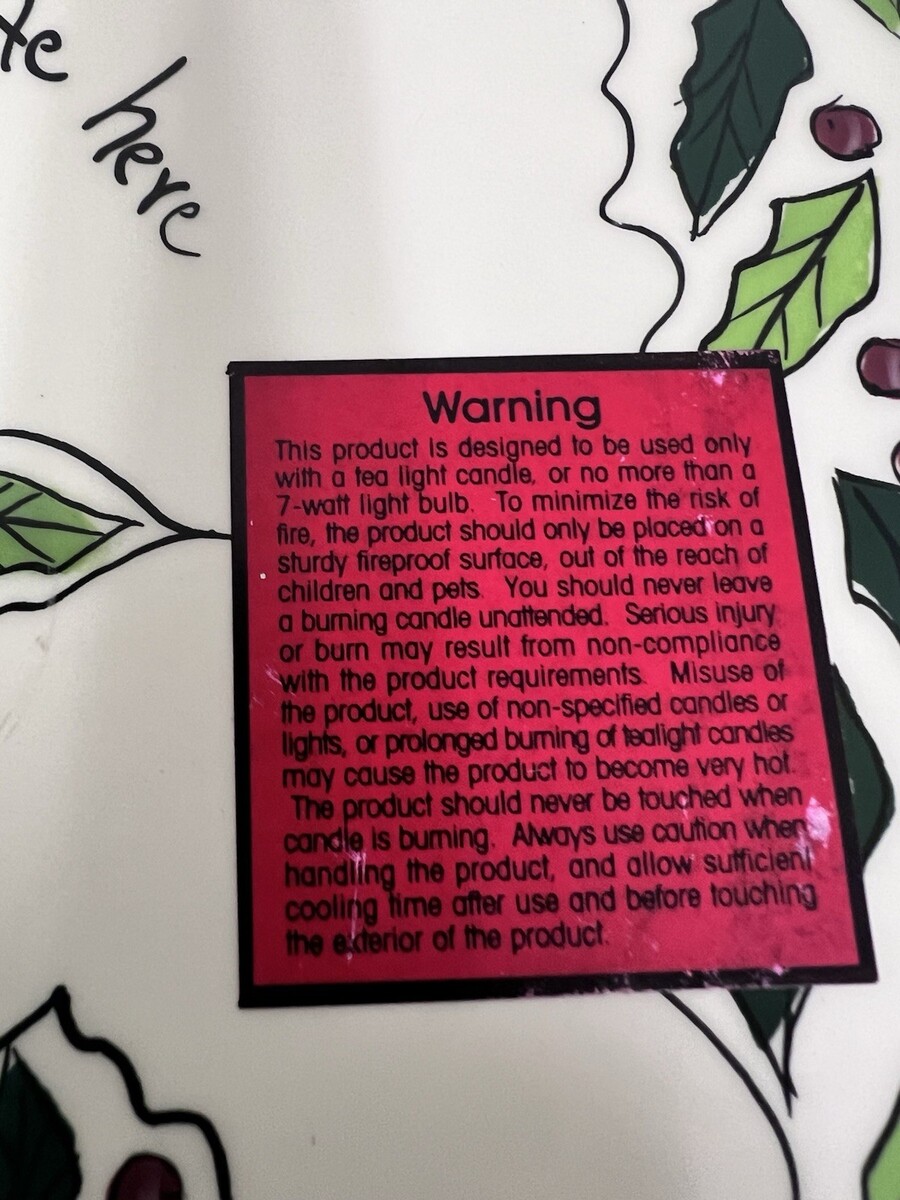 here
Warning
This product is designed to be used only
with a tea light candle, or no more than a
7-watt light bulb. To minimize the risk of
fire, the product should only be placed on a
sturdy fireproof surface, out of the reach of
children and pets. You should never leave
a burning candle unattended. Serious injury
or burn may result from non-compliance
with the product requirements. Misuse of
the product, use of non-specified candles or
lights, or prolonged burning of tealight candles
may cause the product to become very hot.
The product should never be touched when
candle is burning. Always use caution when
handling the product, and allow sufficient
cooling time after use and before touching
the exterior of the product.